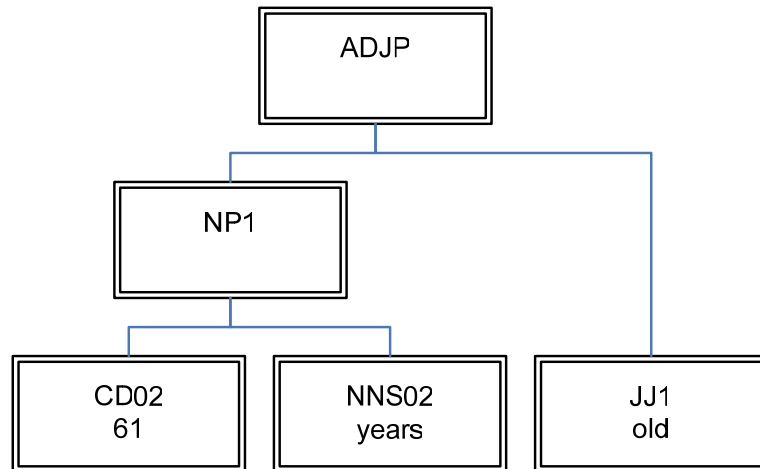 ADJP
NP1
CD02
61
NNS02
years
JJ1
old